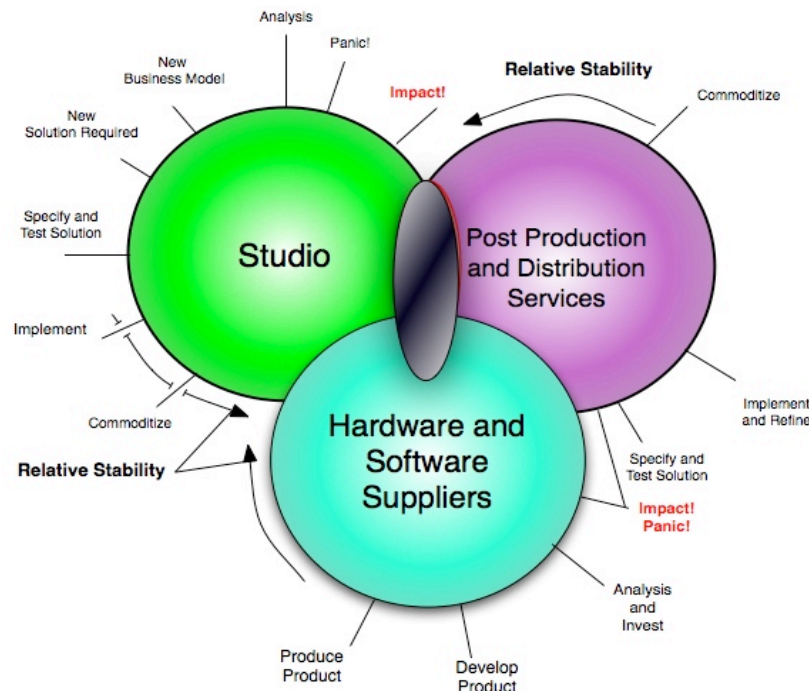 Analysis
Panic!
Impact!
New
Business Model
New
Solution Required
Specify and
Test Solution
Implement
Commoditize
Relative Stability
Studio
Relative Stability
Commoditize
Post Production
and Distribution
Services
Implement
and Refine
Specify and
Test Solution
Impact!
Panic!
Hardware and
Software
Suppliers
Analysis
and
Invest
Develop
Product
Produce
Product